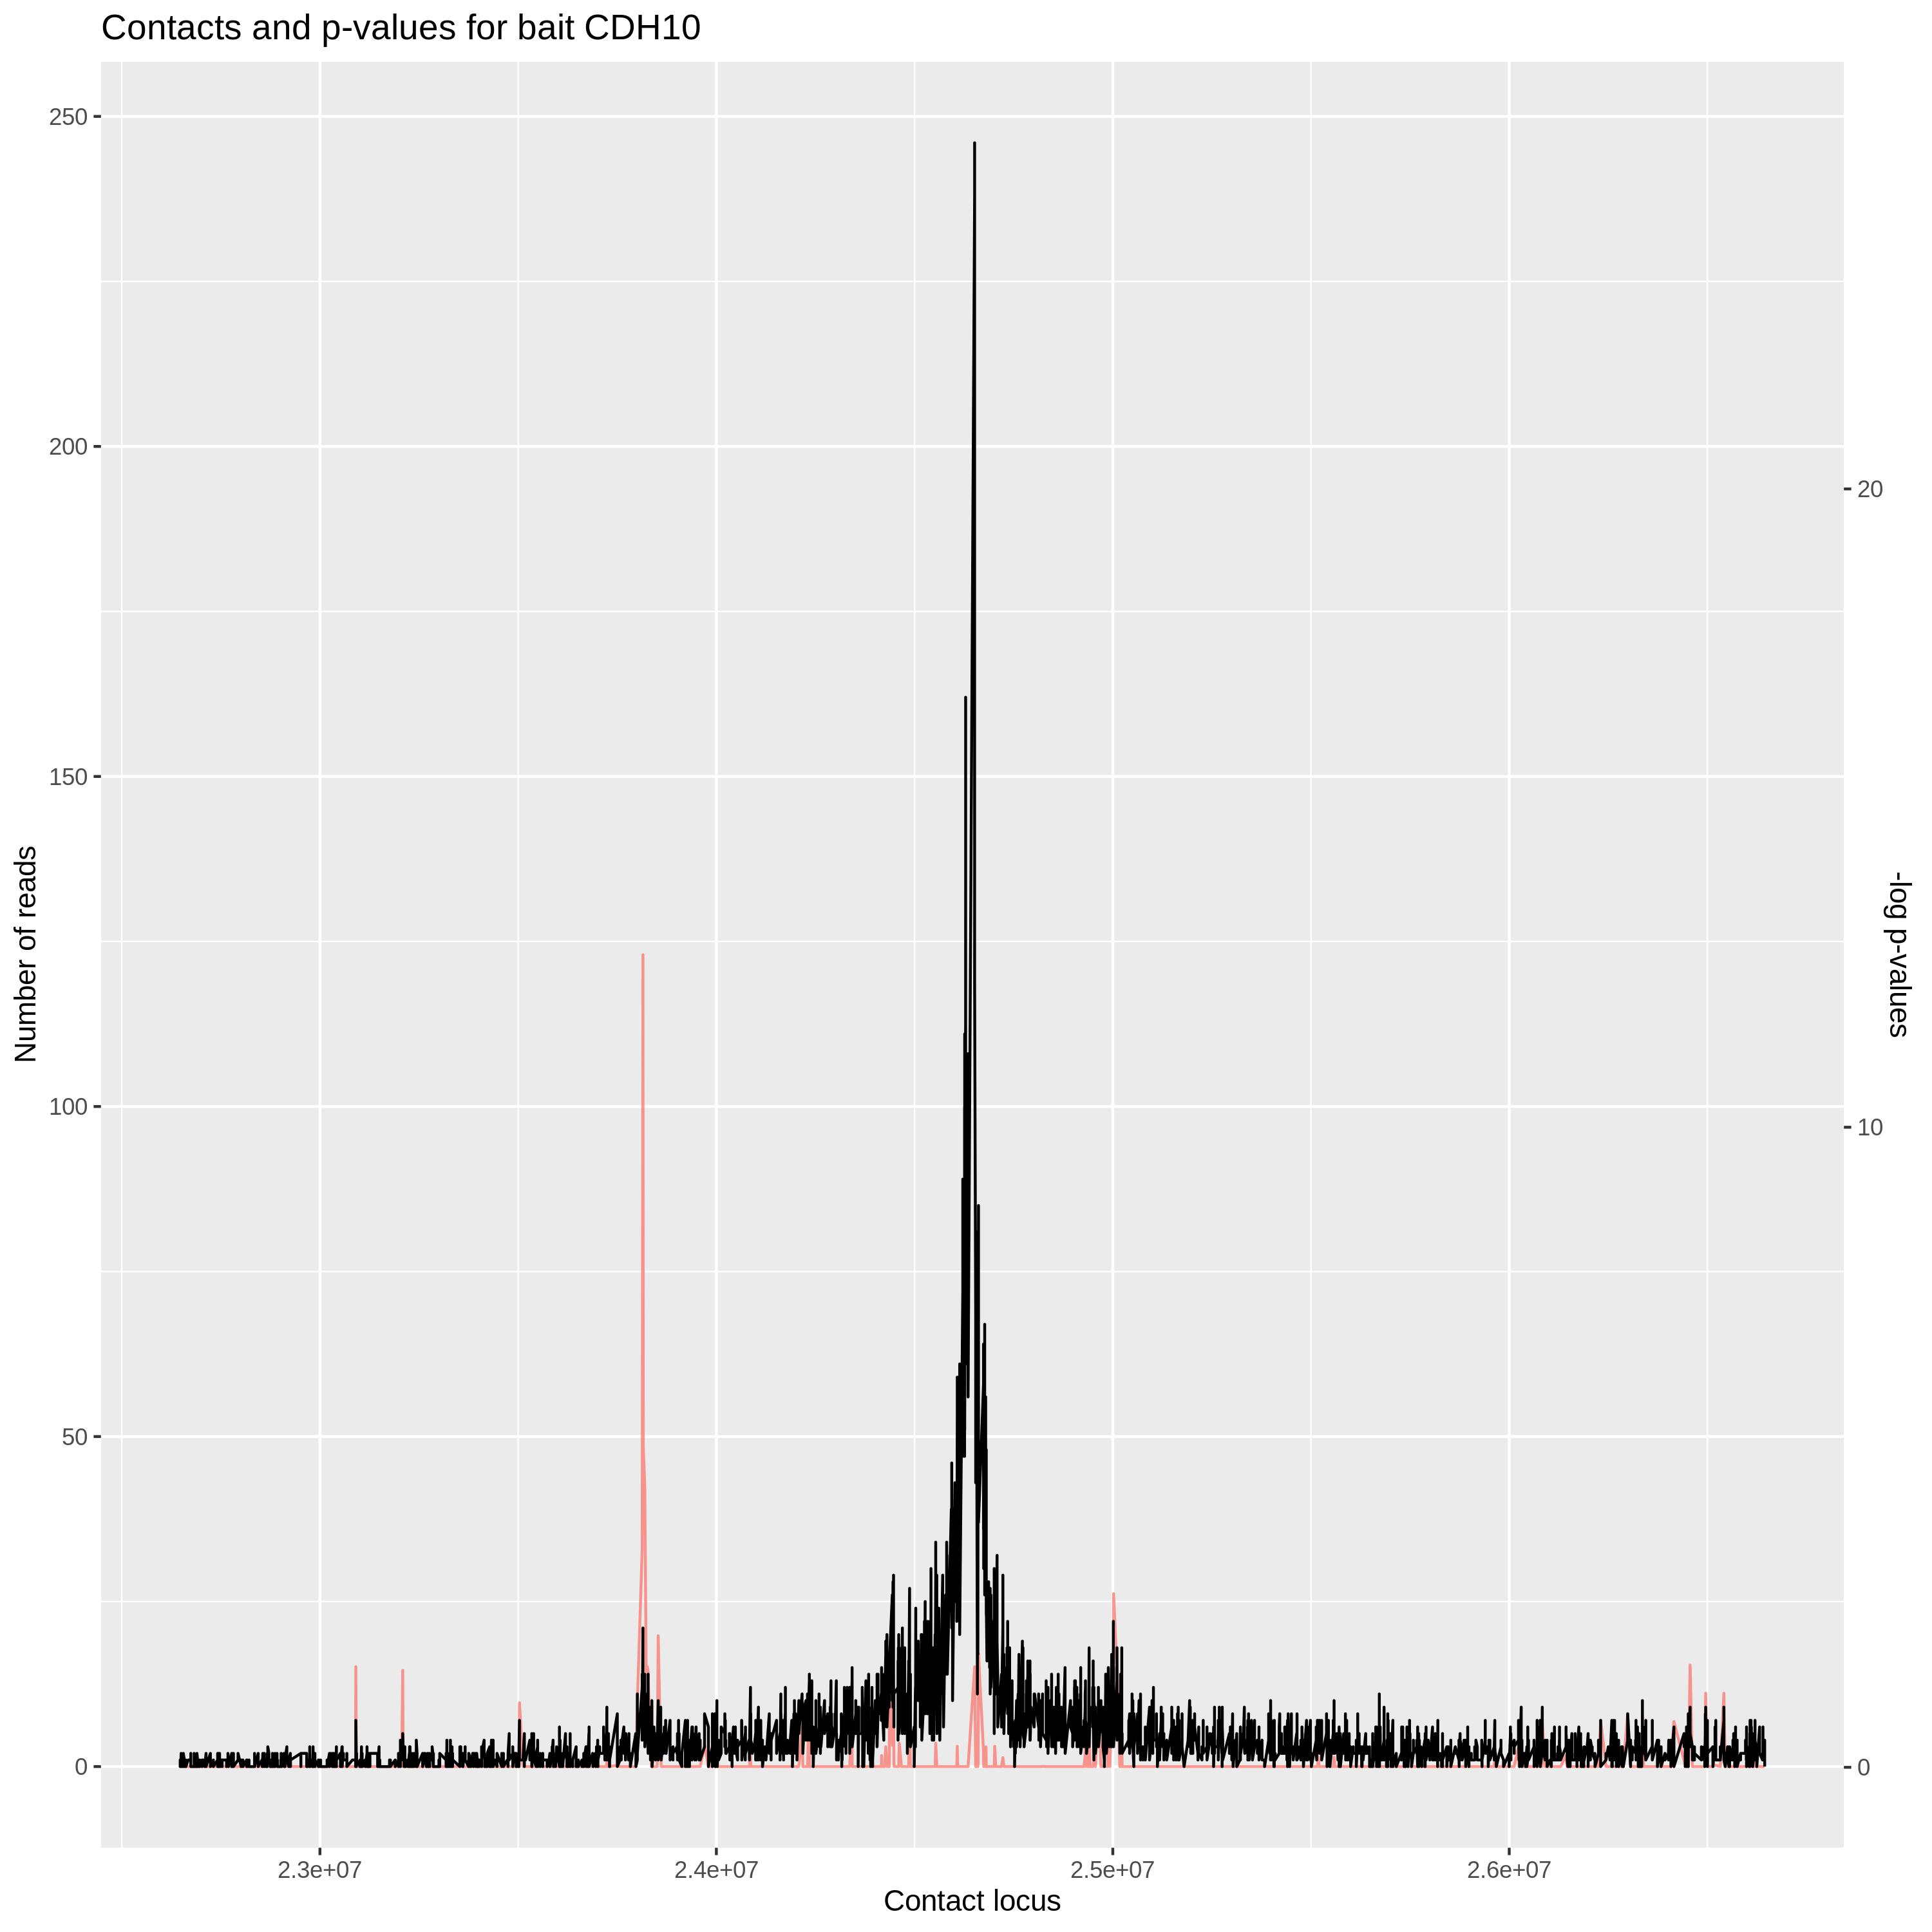 Contacts and p-values for bait CDH10
250
200
150
100
50
0
Number of reads
20
10
0
-log p-values
2.3e+07
2.4e+07
2.5e+07
2.6e+07
Contact locus